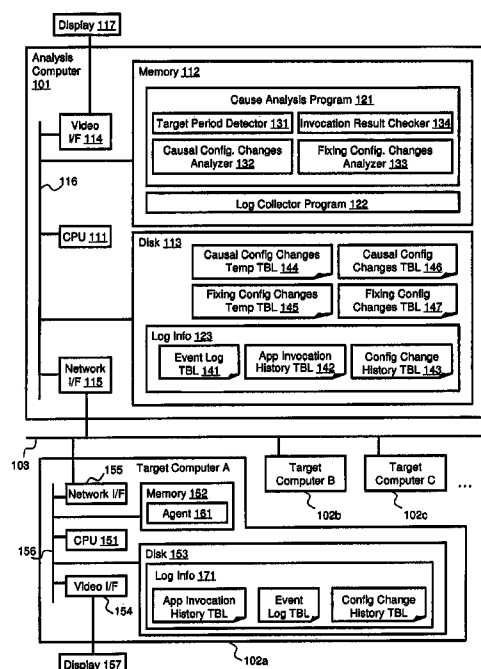 Display 117
Analysis
Computer
101
Video
I/F 114
116
CPU 111
Network
I/F 115
Memory 112
Cause Analysis Program 121
Target Period Detector 131
Invocation Result Checker 134
Causal Config. Changes
Analyzer 132
Fixing Config. Changes
Analyzer 133
Log Collector Program 122
Disk 113
Causal Config Changes
Temp TBL 144
Causal Config
Changes TBL 146
Fixing Config Changes
Temp TBL 145
Fixing Config
Changes TBL 147
Log Info 123
Event Log
TBL 141
App Invocation
History TBL 142
Config Change
History TBL 143
103
155
Target Computer A
Network I/F
Memory 152
Agent 161
156
CPU 151
Video I/F
154
Disk 153
Log Info 171
App Invocation
History TBL
Event
Log TBL
Config Change
History TBL
Display 157
102a
Target
Computer B
102b
Target
Computer C
102c
...